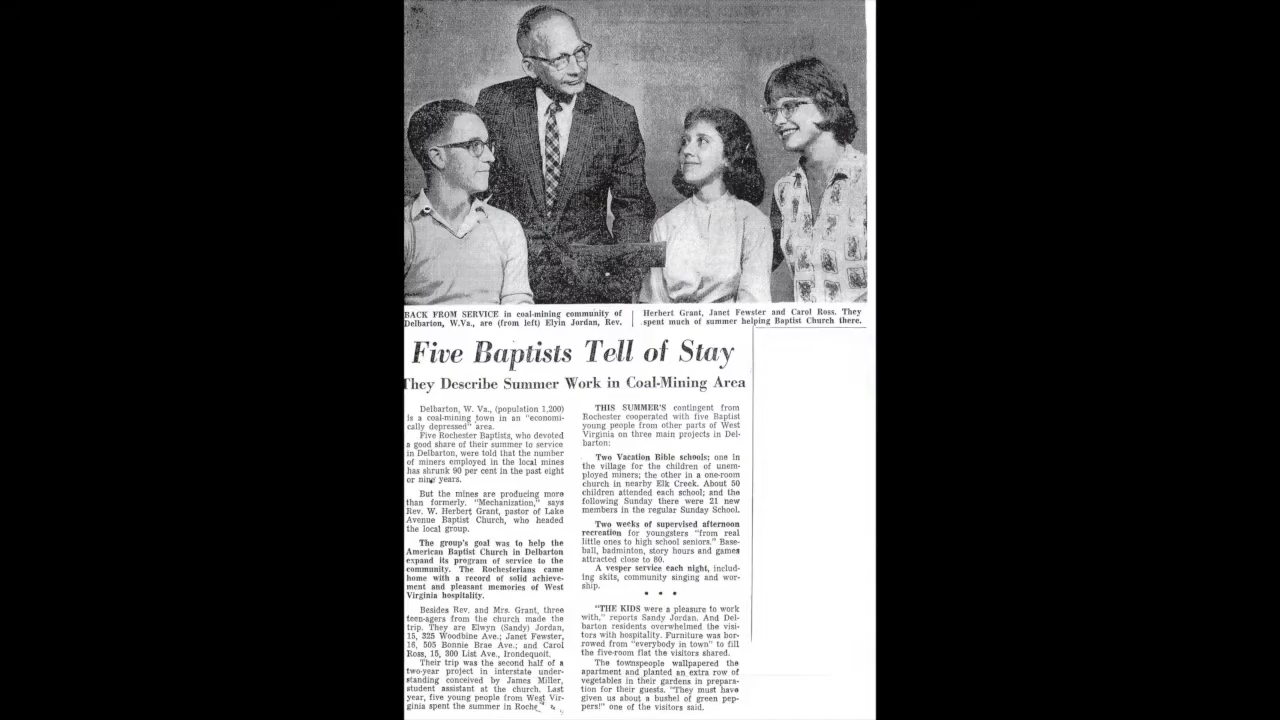 BACK FROM SERVICE in coal-mining community of
Delbarton, W.Va., are (from left) Elyin Jordan, Rev.
Herbert Grant, Janet Fewster and Carol Ross. They
spent much of summer helping Baptist Church there.
Five Baptists Tell of Stay
They Describe Summer Work in Coal-Mining Area
Delbarton, W. Va., (population 1,200)
is a coal-mining town in an "economi-
cally depressed" area.
Five Rochester Baptists, who devoted
a good share of their summer to service
in Delbarton, were told that the number
of miners employed in the local mines
has shrunk 90 per cent in the past eight
or nine years.
But the mines are producing more
than formerly. "Mechanization," says
Rev. W. Herbert Grant, pastor of Lake
Avenue Baptist Church, who headed
the local group.
The group's goal was to help the
American Baptist Church in Delbarton
expand its program of service to the
community. The Rochesterians came
home with a record of solid achieve-
ment and pleasant memories of West
Virginia hospitality.
Besides Rev. and Mrs. Grant, three
teen-agers from the church made the
trip. They are Elwyn (Sandy) Jordan,
15, 325 Woodbine Ave.; Janet Fewster,
16, 505 Bonnie Brae Ave.; and Carol
Ross, 15, 300 List Ave., Irondequoit.
Their trip was the second half of a
two-year project in interstate under-
standing conceived by James Miller,
student assistant at the church. Last
year, five young people from West Vir-
ginia spent the summer in Roche
THIS SUMMER'S contingent from
Rochester cooperated with five Baptist
young people from other parts of West
Virginia on three main projects in Del-
barton:
Two Vacation Bible schools; one in
the village for the children of unem-
ployed miners; the other in a one-room
church in nearby Elk Creek. About 50
children attended each school; and the
following Sunday there were 21 new
members in the regular Sunday School.
Two weeks of supervised afternoon
recreation for youngsters "from real
little ones to high school seniors." Base-
ball, badminton, story hours and games
attracted close to 80.
A vesper service each night, includ-
ing skits, community singing and wor-
ship.
• • •
"THE KIDS were a pleasure to work
with," reports Sandy Jordan. And Del-
barton residents overwhelmed the visi-
tors with hospitality. Furniture was bor-
rowed from "everybody in town" to fill
the five-room flat the visitors shared.
The townspeople wallpapered the
apartment and planted an extra row of
vegetables in their gardens in prepara-
tion for their guests. "They must have
given us about a bushel of green pep-
pers!" one of the visitors said.